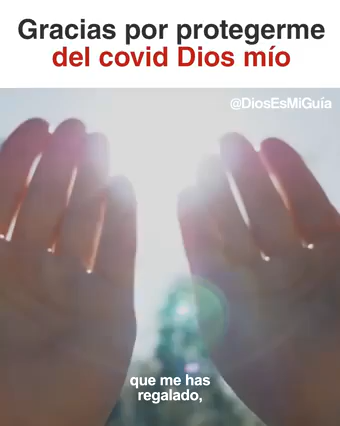 Gracias por protegerme
del covid Dios mío
@DiosEsMiGuía
que me has
regalado,